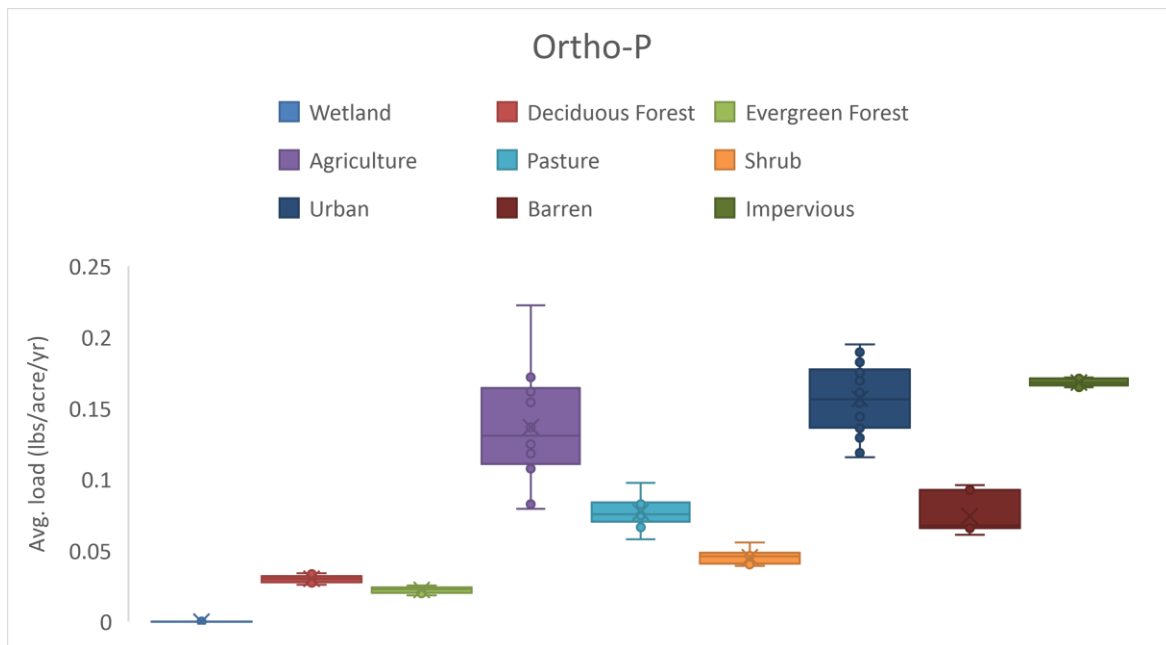 Ortho-P
Wetland
Deciduous Forest
Evergreen Forest
Agriculture
Pasture
Shrub
Urban
Barren
Impervious
Avg. load (lbs/acre/yr)
0.25
0.2
0.15
0.1
0.05
0